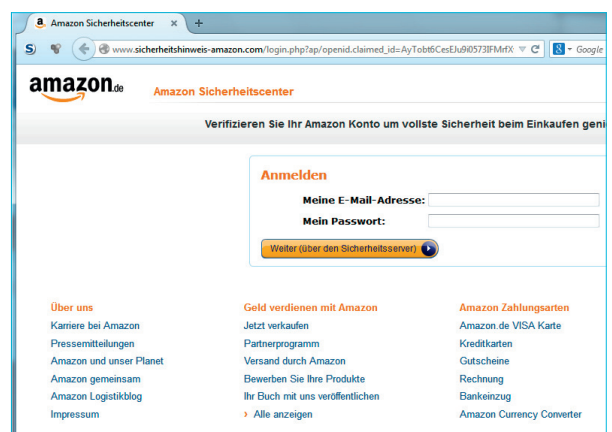 Amazon Sicherheitscenter × +
www.sicherheitshinweis-amazon.com/login.php?ap/openid.claimed_id= Google
amazon.de Amazon Sicherheitscenter
Verifizieren Sie Ihr Amazon Konto um vollste Sicherheit beim Einkaufen geni
Anmelden
Meine E-Mail-Adresse:
Mein Passwort:
Weiter (über den Sicherheitsserver)
Über uns
Karriere bei Amazon
Pressemitteilungen
Amazon und unser Planet
Amazon gemeinsam
Amazon Logistikblog
Impressum
Geld verdienen mit Amazon
Jetzt verkaufen
Partnerprogramm
Versand durch Amazon
Bewerben Sie Ihre Produkte
Ihr Buch mit uns veröffentlichen
› Alle anzeigen
Amazon Zahlungsarten
Amazon.de VISA Karte
Kreditkarten
Gutscheine
Rechnung
Bankeinzug
Amazon Currency Converter